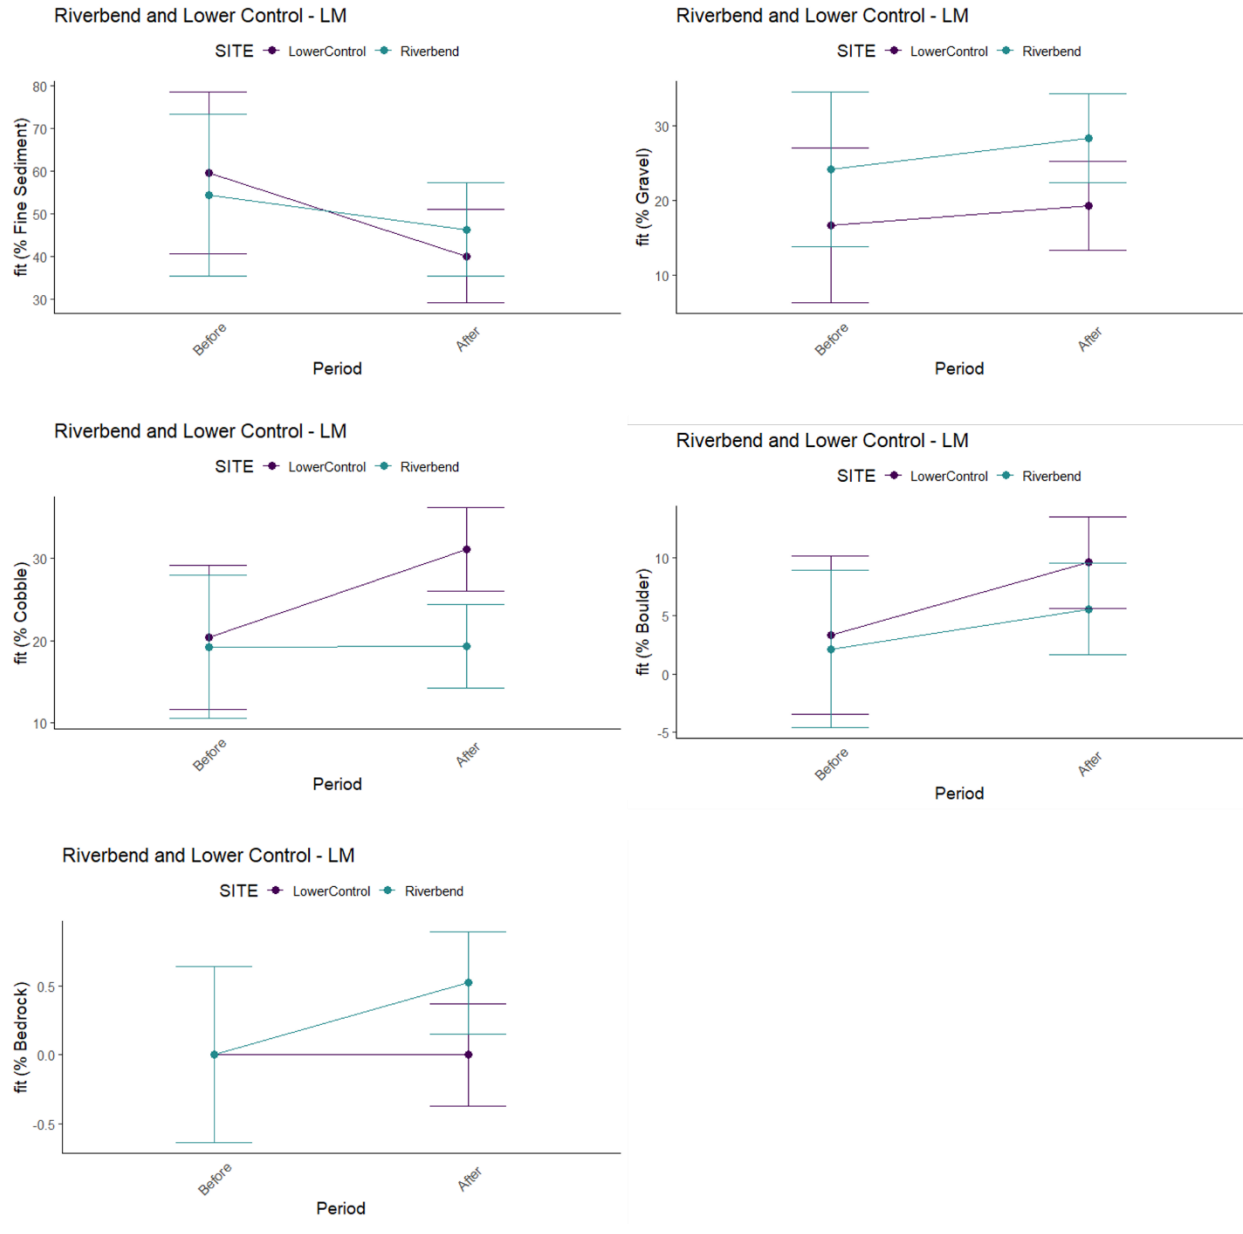 Riverbend and Lower Control - LM
SITE LowerControl Riverbend
fit (% Fine Sediment)
80
70
60
50
40
30
Before
After
Period
Riverbend and Lower Control - LM
SITE LowerControl Riverbend
fit (% Gravel)
30
20
10
Before
After
Period
Riverbend and Lower Control - LM
SITE LowerControl Riverbend
fit (% Cobble)
30
20
10
Before
After
Period
Riverbend and Lower Control - LM
SITE LowerControl Riverbend
fit (% Boulder)
10
5
0
-5
Before
After
Period
Riverbend and Lower Control - LM
SITE LowerControl Riverbend
fit (% Bedrock)
0.5
0.0
-0.5
Before
After
Period